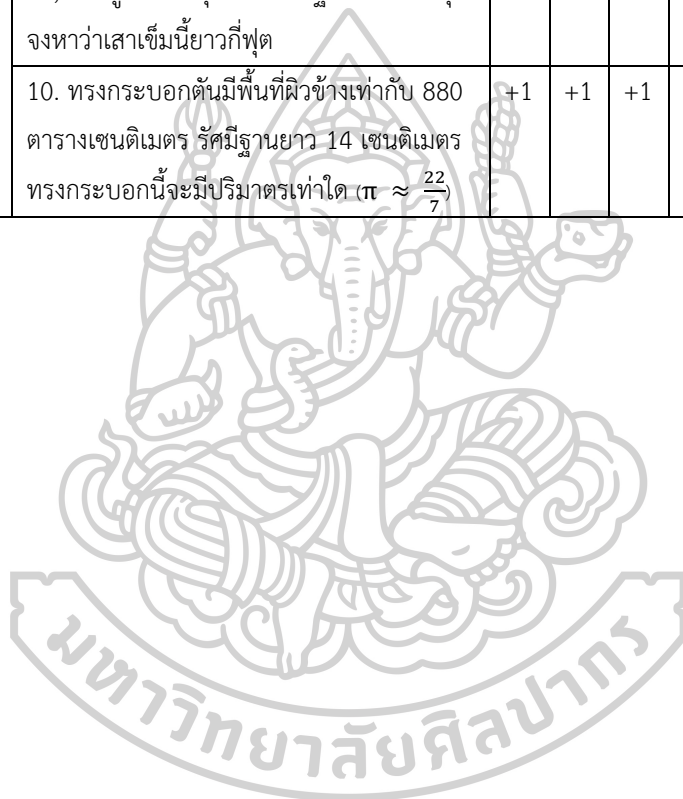 จงหาว่าเสาเข็มนี้ยาวกี่ฟุต
10. ทรงกระบอกตันมีพื้นที่ผิวข้างเท่ากับ 880 +1 +1 +1
ตารางเซนติเมตร รัศมีฐานยาว 14 เซนติเมตร
ทรงกระบอกนี้จะมีปริมาตรเท่าใด (π ≈ 22/7)
มหาวิทยาลัยศิลปากร